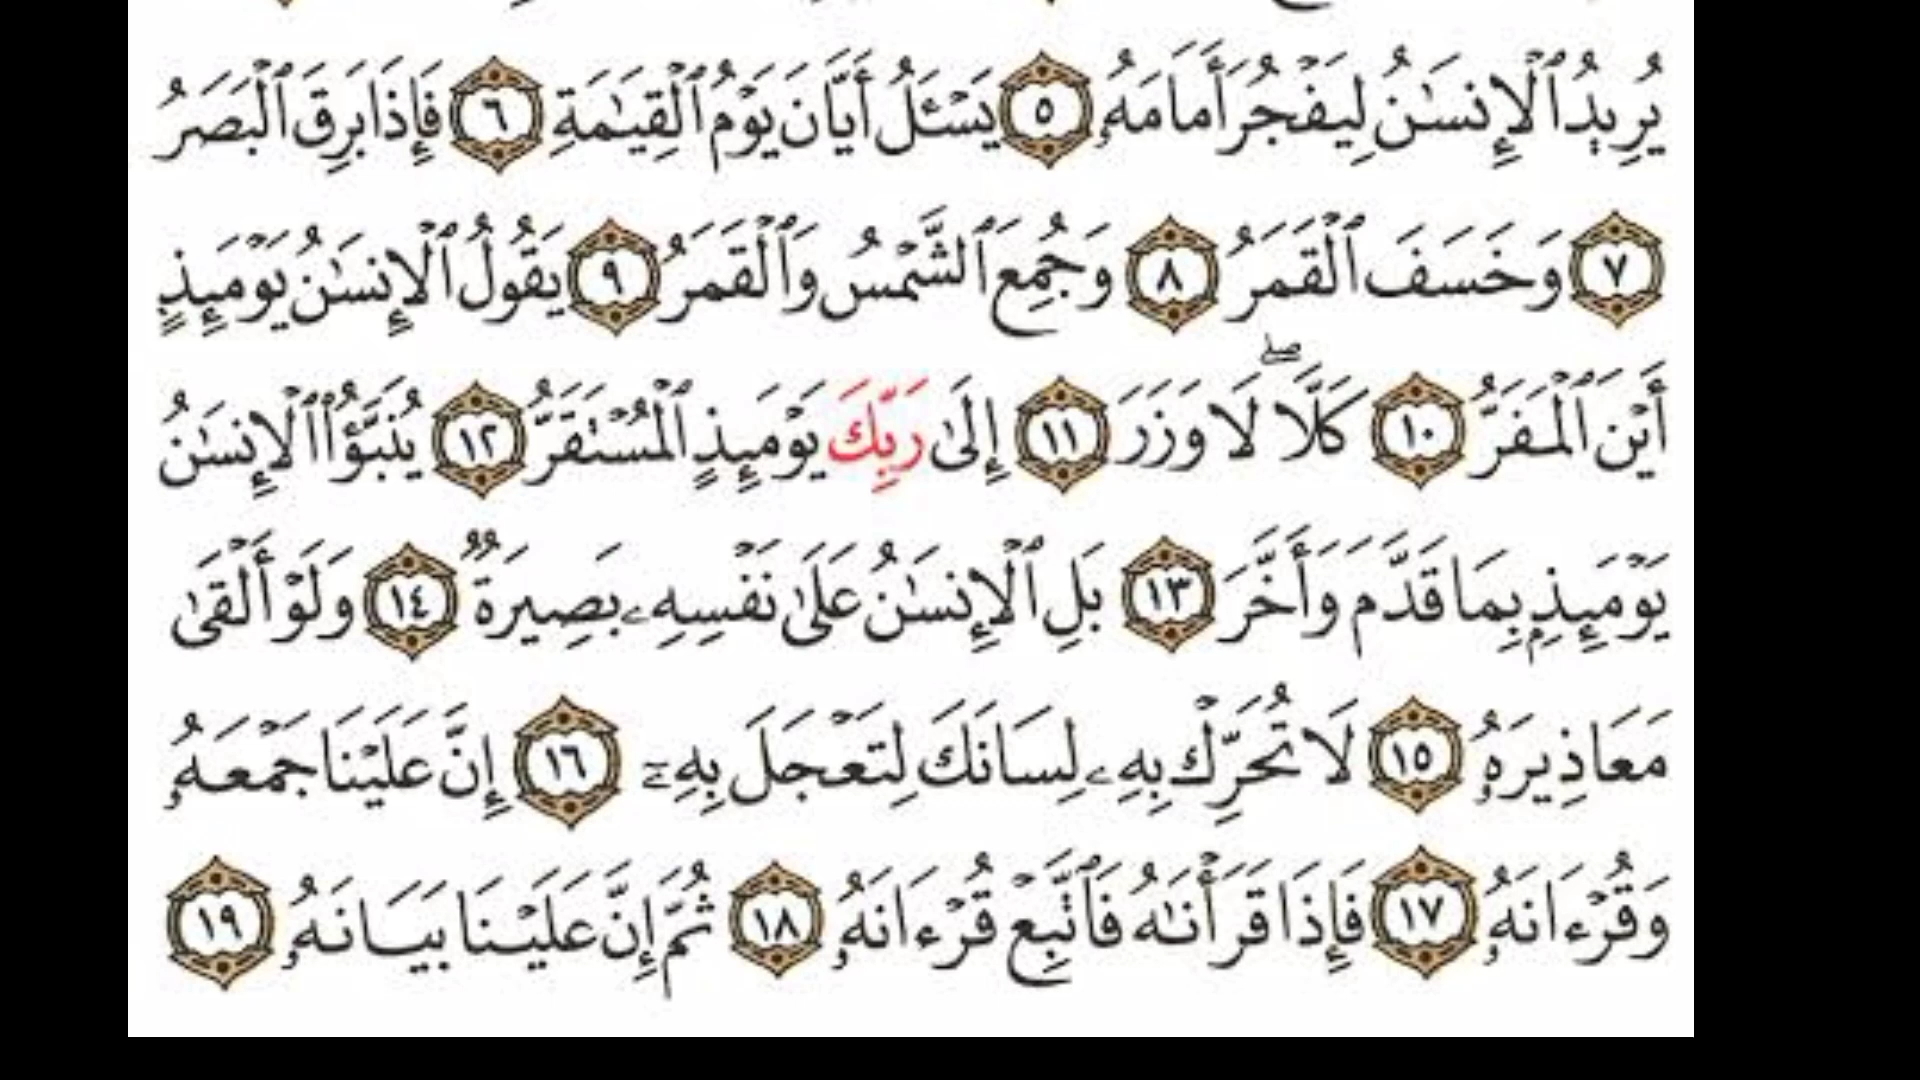 يُرِيدُ ٱلْإِنسَٰنُ لِيَفْجُرَ أَمَامَهُۥ ٥ يَسْـَٔلُ أَيَّانَ يَوْمُ ٱلْقِيَٰمَةِ ٦ فَإِذَا بَرِقَ ٱلْبَصَرُ
٧ وَخَسَفَ ٱلْقَمَرُ ٨ وَجُمِعَ ٱلشَّمْسُ وَٱلْقَمَرُ ٩ يَقُولُ ٱلْإِنسَٰنُ يَوْمَئِذٍ
أَيْنَ ٱلْمَفَرُّ ١٠ كَلَّا ۖ لَا وَزَرَ ١١ إِلَىٰ رَبِّكَ يَوْمَئِذٍ ٱلْمُسْتَقَرُّ ١٢ يُنَبَّؤُا۟ ٱلْإِنسَٰنُ
يَوْمَئِذٍۭ بِمَا قَدَّمَ وَأَخَّرَ ١٣ بَلِ ٱلْإِنسَٰنُ عَلَىٰ نَفْسِهِۦ بَصِيرَةٌ ١٤ وَلَوْ أَلْقَىٰ
مَعَاذِيرَهُۥ ١٥ لَا تُحَرِّكْ بِهِۦ لِسَانَكَ لِتَعْجَلَ بِهِۦٓ ١٦ إِنَّ عَلَيْنَا جَمْعَهُۥ
وَقُرْءَانَهُۥ ١٧ فَإِذَا قَرَأْنَٰهُ فَٱتَّبِعْ قُرْءَانَهُۥ ١٨ ثُمَّ إِنَّ عَلَيْنَا بَيَانَهُۥ ١٩